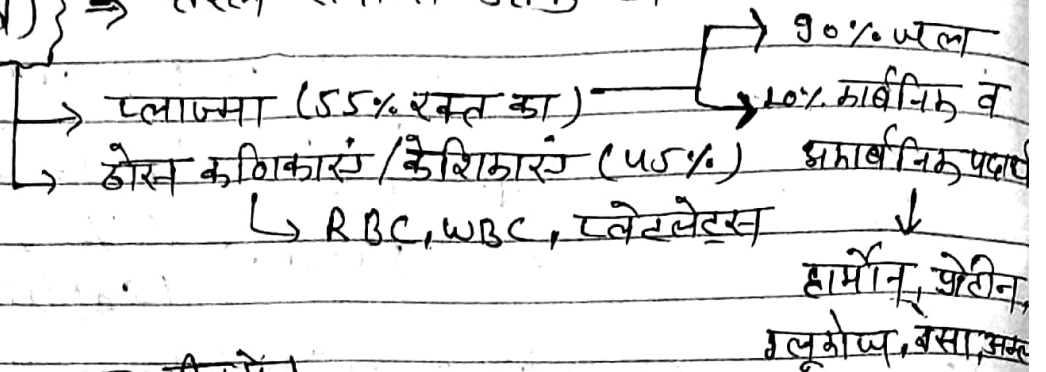 → 90% जल
→ प्लाज्मा (55% रक्त का) → 10% कार्बनिक व
→ ठोस कणिकाएं / केशिकाएं (45%) अकार्बनिक पदार्थ
↳ RBC, WBC, प्लेटलेट्स ↓
हार्मोन, प्रोटीन,
ग्लूकोज, वसा, अम्ल